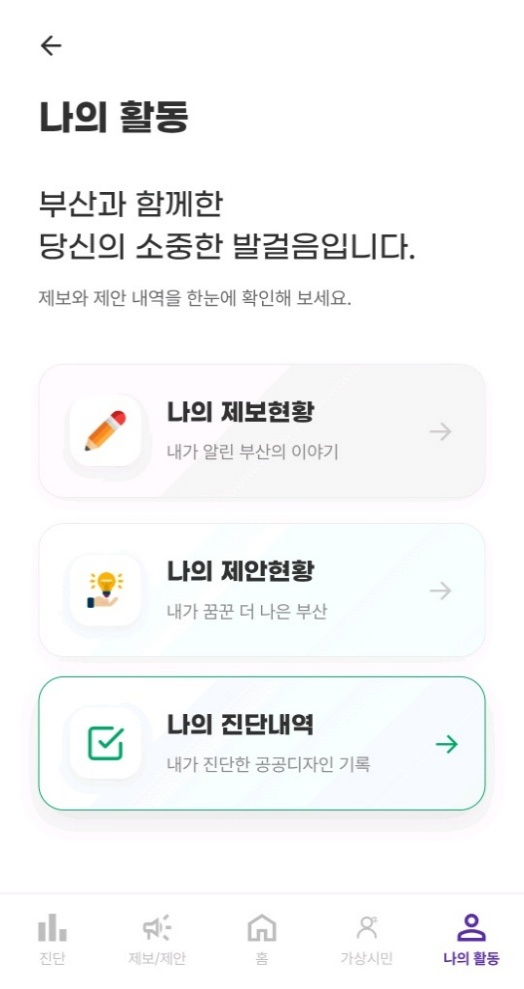 나의 활동
부산과 함께한
당신의 소중한 발걸음입니다.
제보와 제안 내역을 한눈에 확인해 보세요.
나의 제보현황
내가 알린 부산의 이야기
나의 제안현황
내가 꿈꾼 더 나은 부산
나의 진단내역
내가 진단한 공공디자인 기록
진단
제보/제안
홈
가상시민
나의 활동